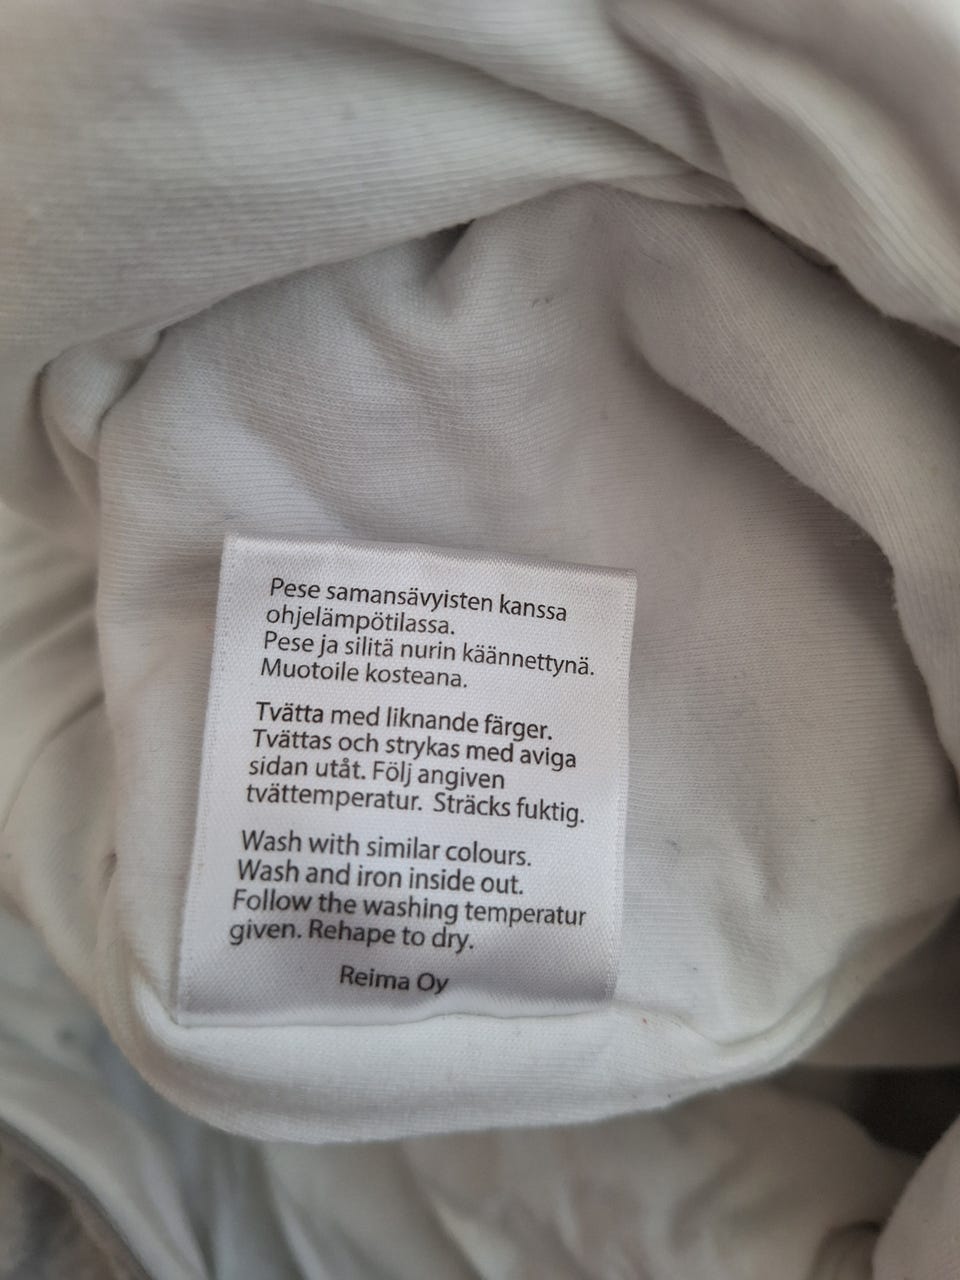 Pese samansävyisten kanssa
ohjelämpötilassa.
Pese ja silitä nurin käännettynä.
Muotoile kosteana.
Tvätta med liknande färger.
Tvättas och strykas med aviga
sidan utåt. Följ angiven
tvättemperatur. Sträcks fuktig.
Wash with similar colours.
Wash and iron inside out.
Follow the washing temperatur
given. Rehape to dry.
Reima Oy